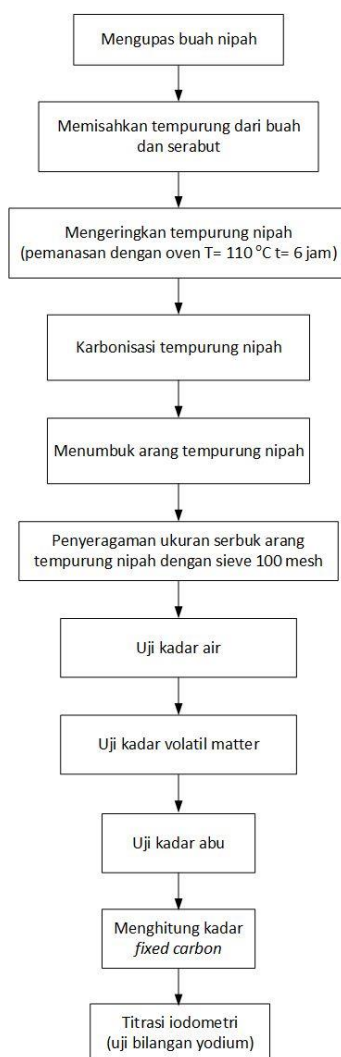 Mengupas buah nipah
Memisahkan tempurung dari buah
dan serabut
Mengeringkan tempurung nipah
(pemanasan dengan oven T= 110 °C t= 6 jam)
Karbonisasi tempurung nipah
Menumbuk arang tempurung nipah
Penyeragaman ukuran serbuk arang
tempurung nipah dengan sieve 100 mesh
Uji kadar air
Uji kadar volatil matter
Uji kadar abu
Menghitung kadar
fixed carbon
Titrasi iodometri
(uji bilangan yodium)